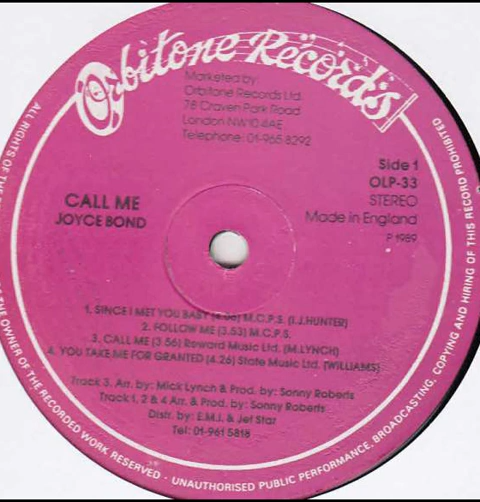 Orbitone Records
Marketed by:
Orbitone Records Ltd.
78 Craven Park Road
London NW10 4AE
Telephone: 01-965 8292
Side 1
OLP-33
STEREO
Made in England
P 1989
CALL ME
JOYCE BOND
1. SINCE I MET YOU BABY (4.06) M.C.P.S. (I.J.HUNTER)
2. FOLLOW ME (3.53) M.C.P.S.
3. CALL ME (3.56) Roward Music Ltd. (M.LYNCH)
4. YOU TAKE ME FOR GRANTED (4.26) State Music Ltd. (WILLIAMS)
Track 3. Arr. by: Mick Lynch & Prod. by: Sonny Roberts
Track 1, 2 & 4 Arr. & Prod. by: Sonny Roberts
Distr. by: E.M.I. & Jet Star
Tel: 01-961 5818
ALL RIGHTS OF THE
THE OWNER OF THE RECORDED WORK RESERVED - UNAUTHORISED PUBLIC PERFORMANCE, BROADCASTING, COPYING AND HIRING OF THIS RECORD PROHIBITED